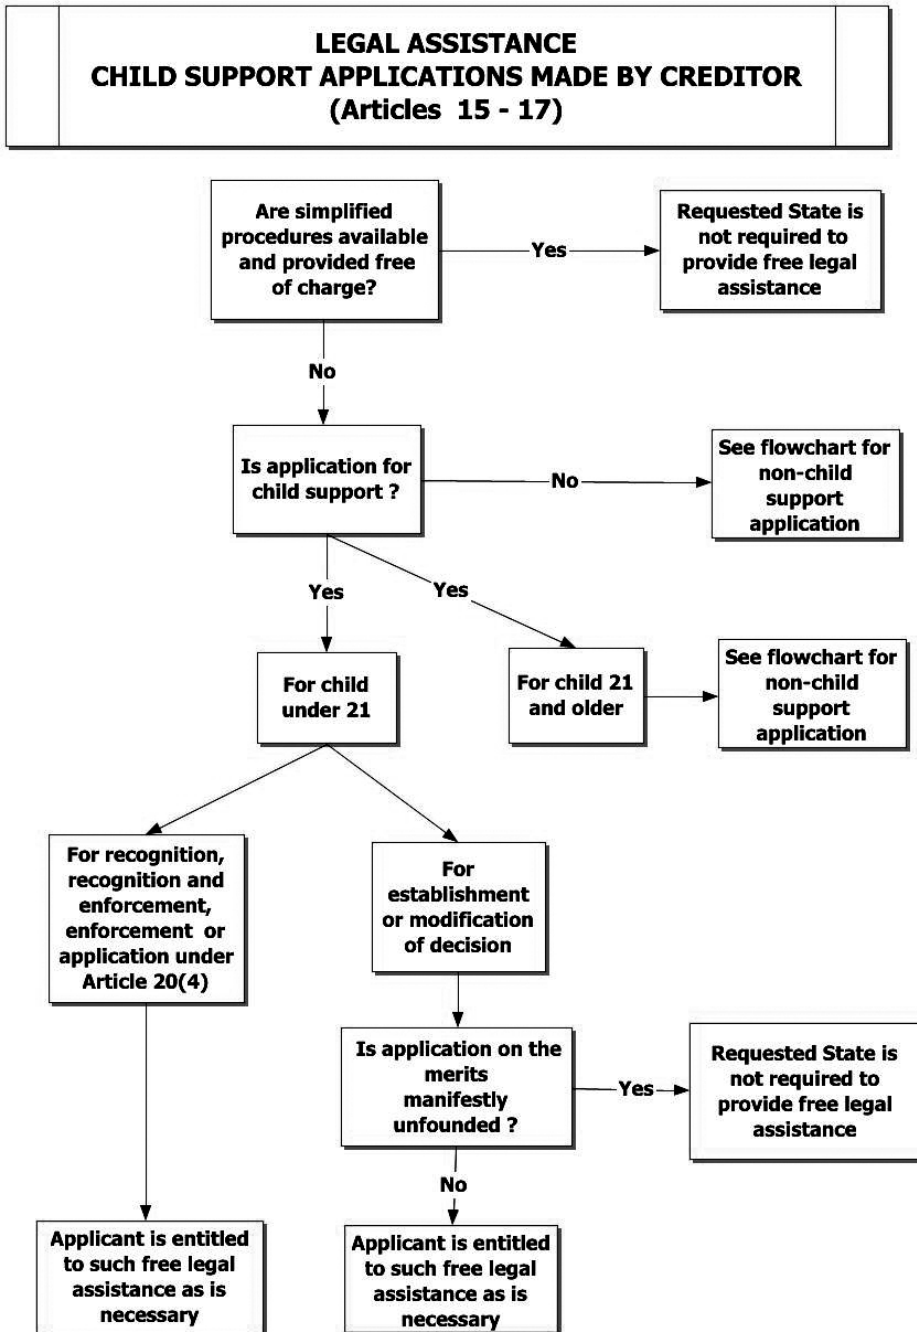 LEGAL ASSISTANCE
CHILD SUPPORT APPLICATIONS MADE BY CREDITOR
(Articles 15 - 17)
Are simplified
procedures available
and provided free
of charge?
Yes
Requested State is
not required to
provide free legal
assistance
No
Is application for
child support ?
No
See flowchart for
non-child
support
application
Yes
Yes
For child
under 21
For child 21
and older
See flowchart for
non-child
support
application
For recognition,
recognition and
enforcement,
enforcement or
application under
Article 20(4)
For
establishment
or modification
of decision
Is application on the
merits
manifestly
unfounded ?
Yes
Requested State is
not required to
provide free legal
assistance
No
Applicant is entitled
to such free legal
assistance as is
necessary
Applicant is entitled
to such free legal
assistance as is
necessary